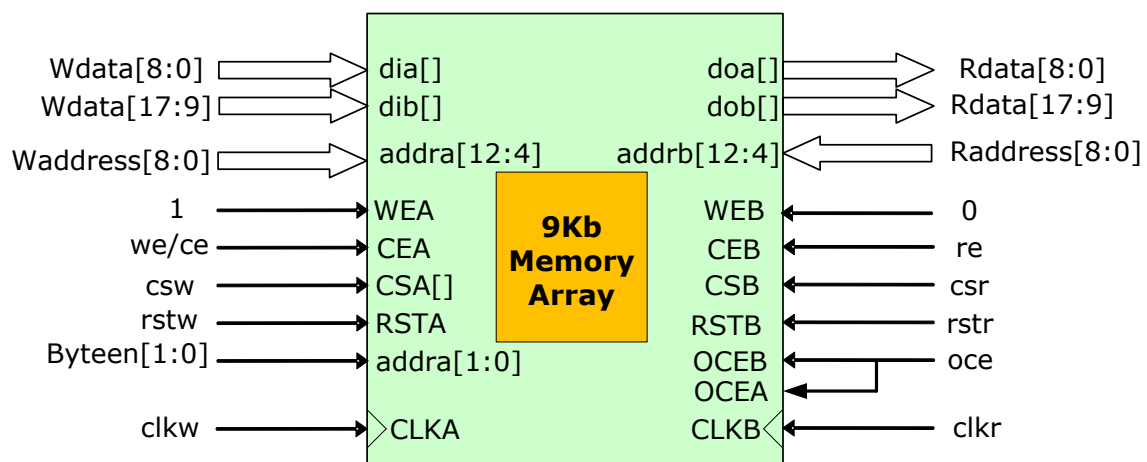 Wdata[8:0] dia[] doa[] Rdata[8:0]
Wdata[17:9] dib[] dob[] Rdata[17:9]
Waddress[8:0] addra[12:4] addrb[12:4] Raddress[8:0]
1 WEA WEB 0
we/ce CEA CEB re
csw CSA[] CSB csr
rstw RSTA RSTB rstr
Byteen[1:0] addra[1:0] OCEB oce
OCEA
clkw CLKA CLKB clkr
9Kb
Memory
Array